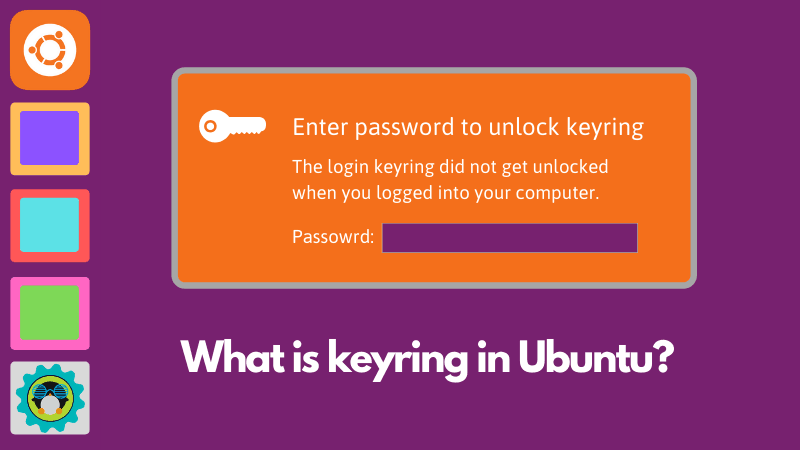 Enter password to unlock keyring
The login keyring did not get unlocked
when you logged into your computer.
Passowrd:
What is keyring in Ubuntu?